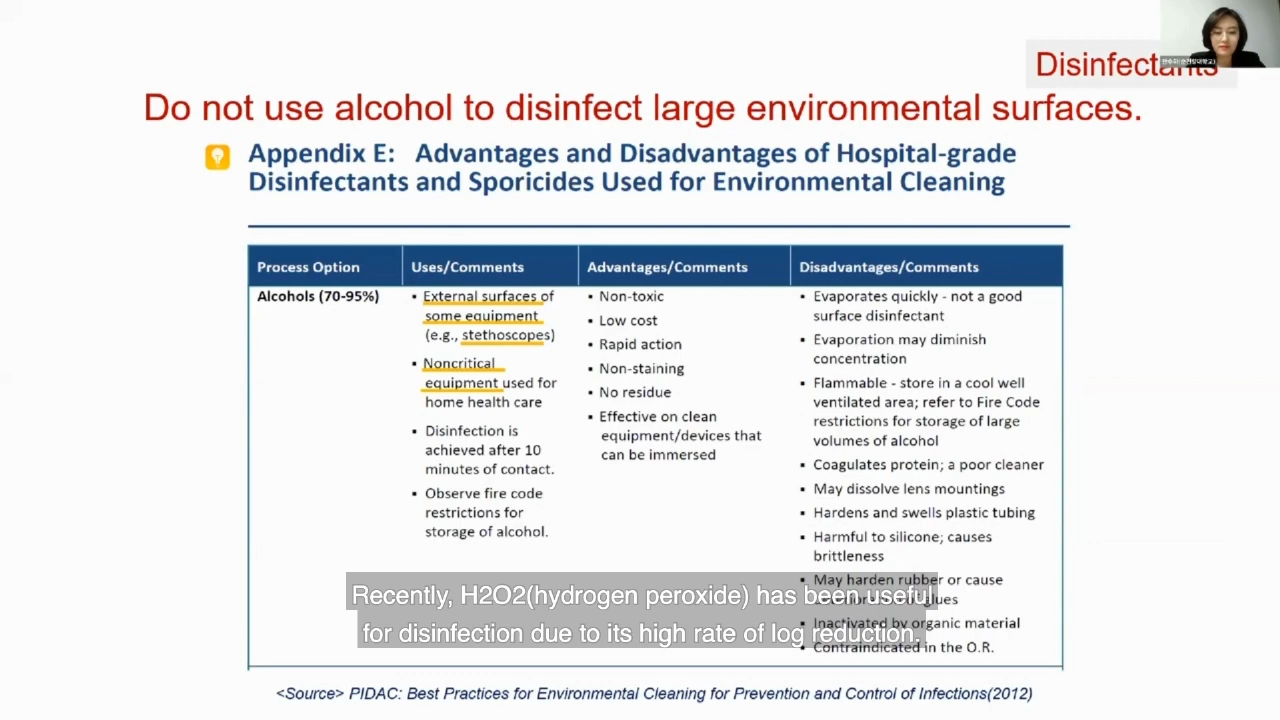 Disinfectants
Do not use alcohol to disinfect large environmental surfaces.
Appendix E: Advantages and Disadvantages of Hospital-grade
Disinfectants and Sporicides Used for Environmental Cleaning
Process Option
Uses/Comments
Advantages/Comments
Disadvantages/Comments
Alcohols (70-95%)
▪ External surfaces of
some equipment
(e.g., stethoscopes)
▪ Noncritical
equipment used for
home health care
▪ Disinfection is
achieved after 10
minutes of contact.
▪ Observe fire code
restrictions for
storage of alcohol.
▪ Non-toxic
▪ Low cost
▪ Rapid action
▪ Non-staining
▪ No residue
▪ Effective on clean
equipment/devices that
can be immersed
▪ Evaporates quickly - not a good
surface disinfectant
▪ Evaporation may diminish
concentration
▪ Flammable - store in a cool well
ventilated area; refer to Fire Code
restrictions for storage of large
volumes of alcohol
▪ Coagulates protein; a poor cleaner
▪ May dissolve lens mountings
▪ Hardens and swells plastic tubing
▪ Harmful to silicone; causes
brittleness
▪ May harden rubber or cause
▪ Inactivated by organic material
▪ Contraindicated in the O.R.
Recently, H2O2(hydrogen peroxide) has been useful
for disinfection due to its high rate of log reduction.
<Source> PIDAC: Best Practices for Environmental Cleaning for Prevention and Control of Infections(2012)